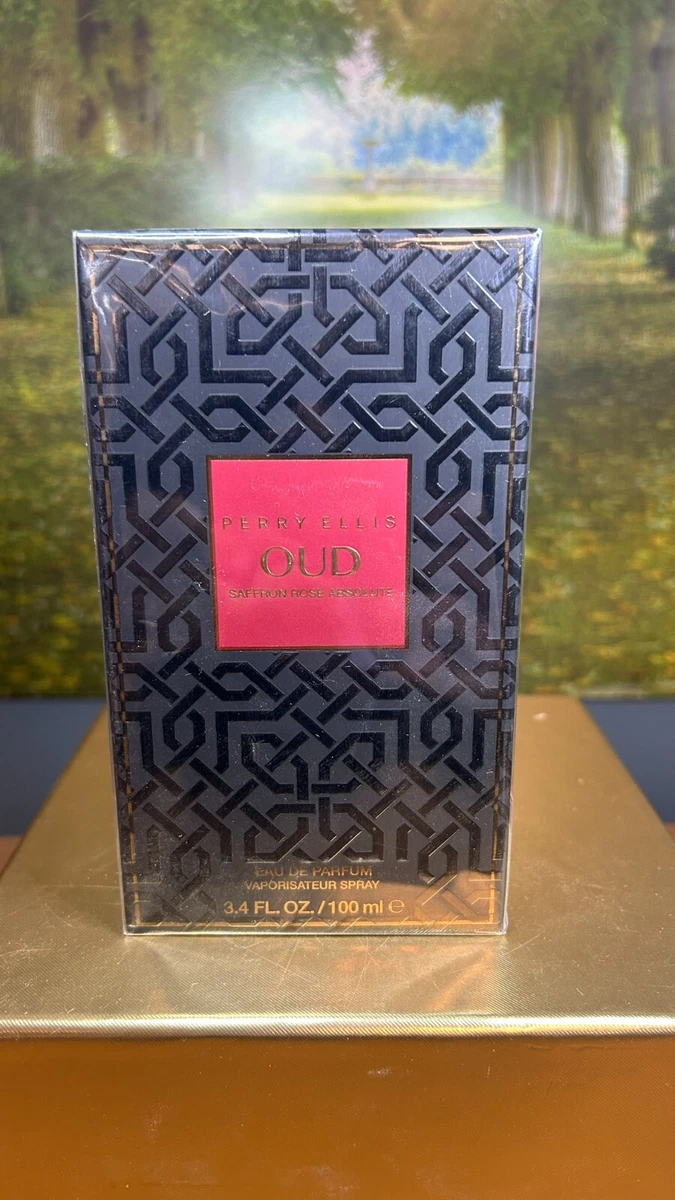 PERRY ELLIS
OUD
SAFFRON ROSE ABSOLUTE
EAU DE PARFUM
VAPORISATEUR SPRAY
3.4 FL. OZ. / 100 ml ℮